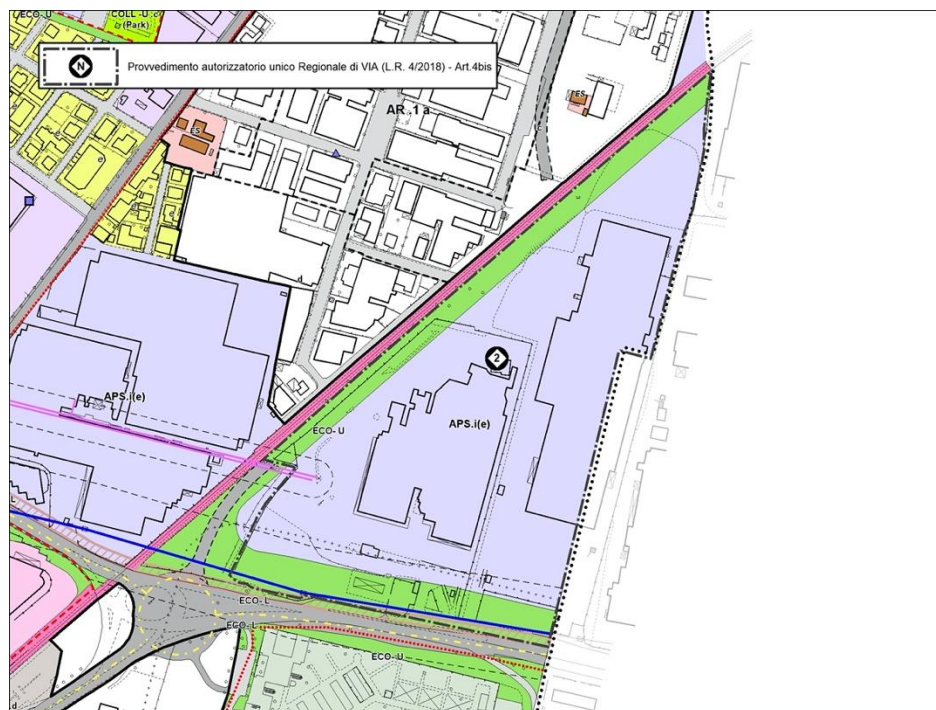 ECO- U
COLL -U .c
(Park)
N
Provvedimento autorizzatorio unico Regionale di VIA (L.R. 4/2018) - Art.4bis
ES
AR .1 a
ES
c
e
e
2
APS.i(e)
APS.i(e)
ECO- U
ECO- L
ECO- L
ECO- U
d